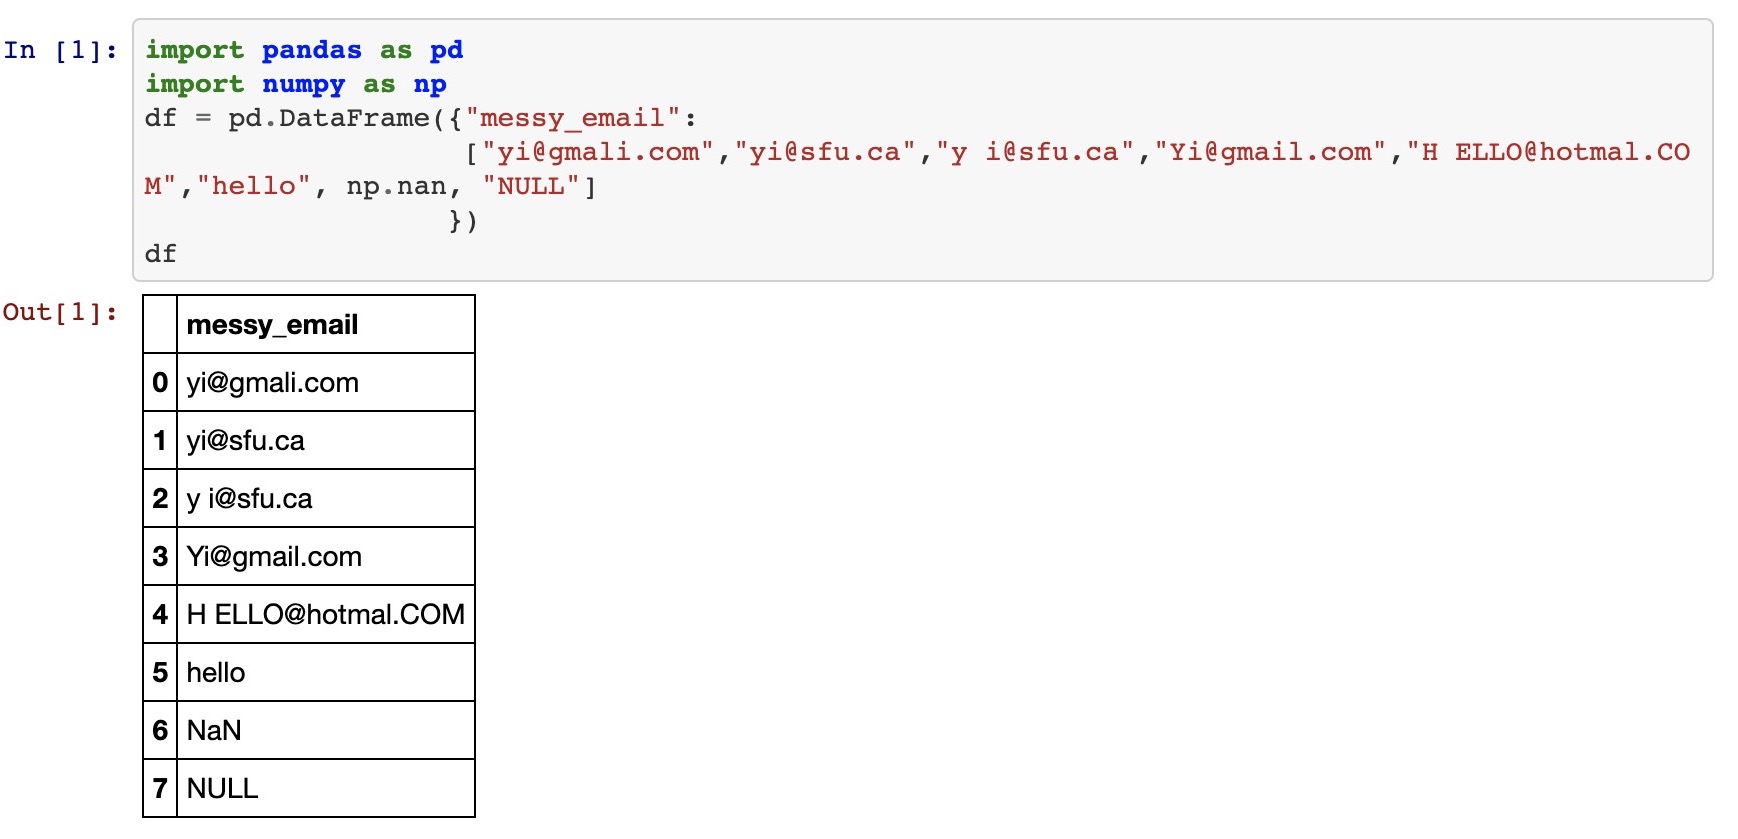 In [1]: import pandas as pd
import numpy as np
df = pd.DataFrame({"messy_email":
["yi@gmali.com","yi@sfu.ca","y i@sfu.ca","Yi@gmail.com","H ELLO@hotmal.CO
M","hello", np.nan, "NULL"]
})
df
Out[1]:
messy_email
0 yi@gmali.com
1 yi@sfu.ca
2 y i@sfu.ca
3 Yi@gmail.com
4 H ELLO@hotmal.COM
5 hello
6 NaN
7 NULL